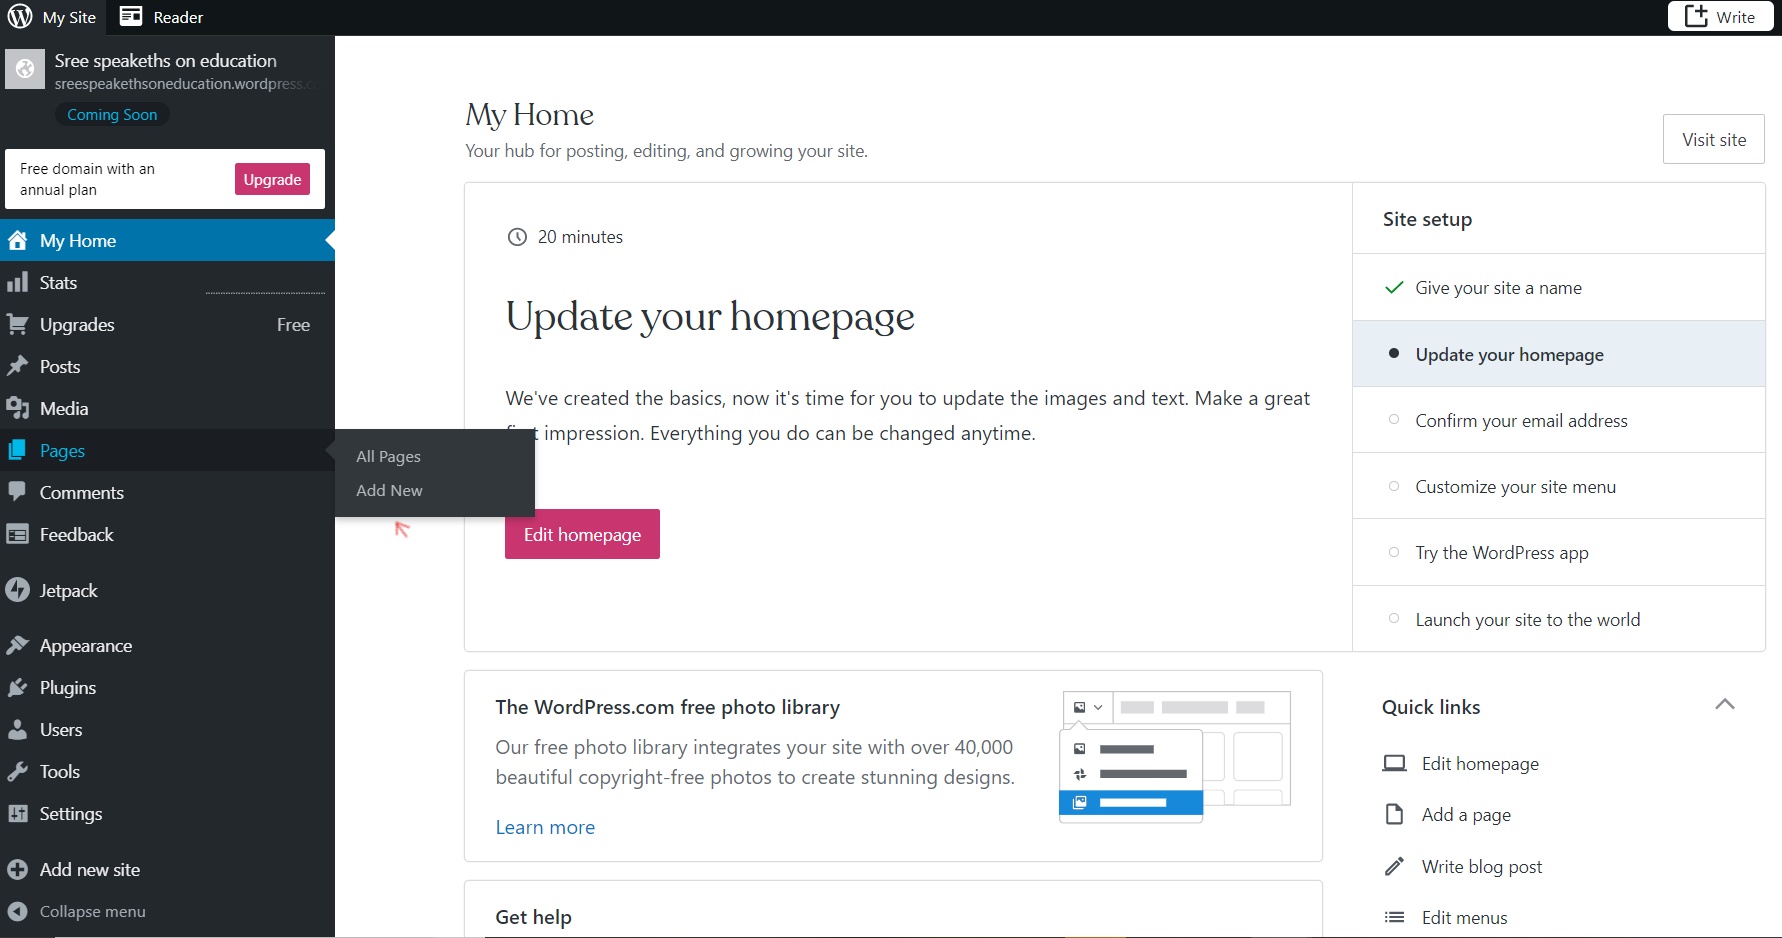 My Site
Reader
Write
Sree speakeths on education
sreespeakethsoneducation.wordpress.c
Coming Soon
Free domain with an
annual plan
Upgrade
My Home
Stats
Upgrades
Free
Posts
Media
Pages
All Pages
Add New
Comments
Feedback
Jetpack
Appearance
Plugins
Users
Tools
Settings
Add new site
Collapse menu
My Home
Your hub for posting, editing, and growing your site.
Visit site
20 minutes
Update your homepage
We've created the basics, now it's time for you to update the images and text. Make a great
impression. Everything you do can be changed anytime.
Edit homepage
Site setup
Give your site a name
Update your homepage
Confirm your email address
Customize your site menu
Try the WordPress app
Launch your site to the world
The WordPress.com free photo library
Our free photo library integrates your site with over 40,000
beautiful copyright-free photos to create stunning designs.
Learn more
Get help
Quick links
Edit homepage
Add a page
Write blog post
Edit menus